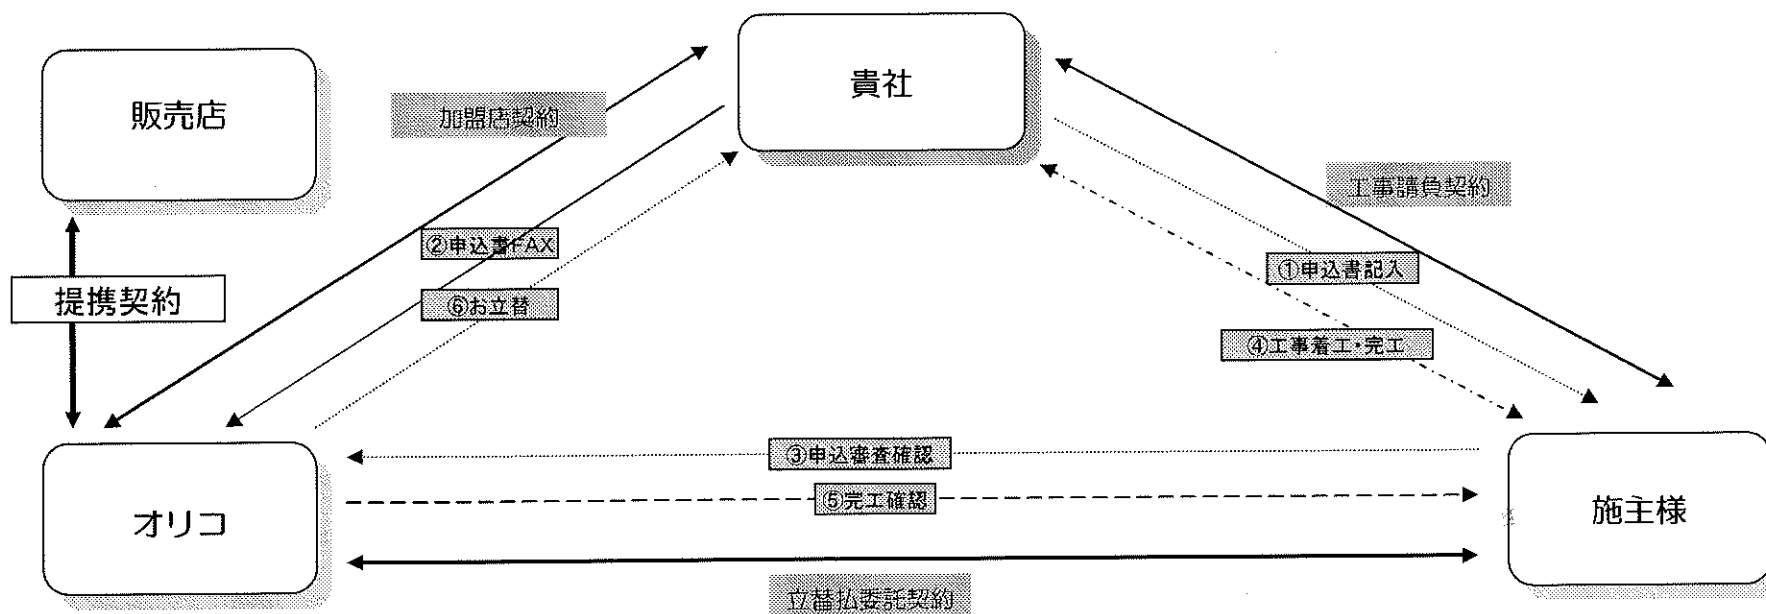 貴社
販売店
加盟店契約
工事請負契約
②申込書FAX
①申込書記入
提携契約
⑥お立替
④工事着工・完工
③申込審査確認
⑤完工確認
オリコ
施主様
立替払委託契約